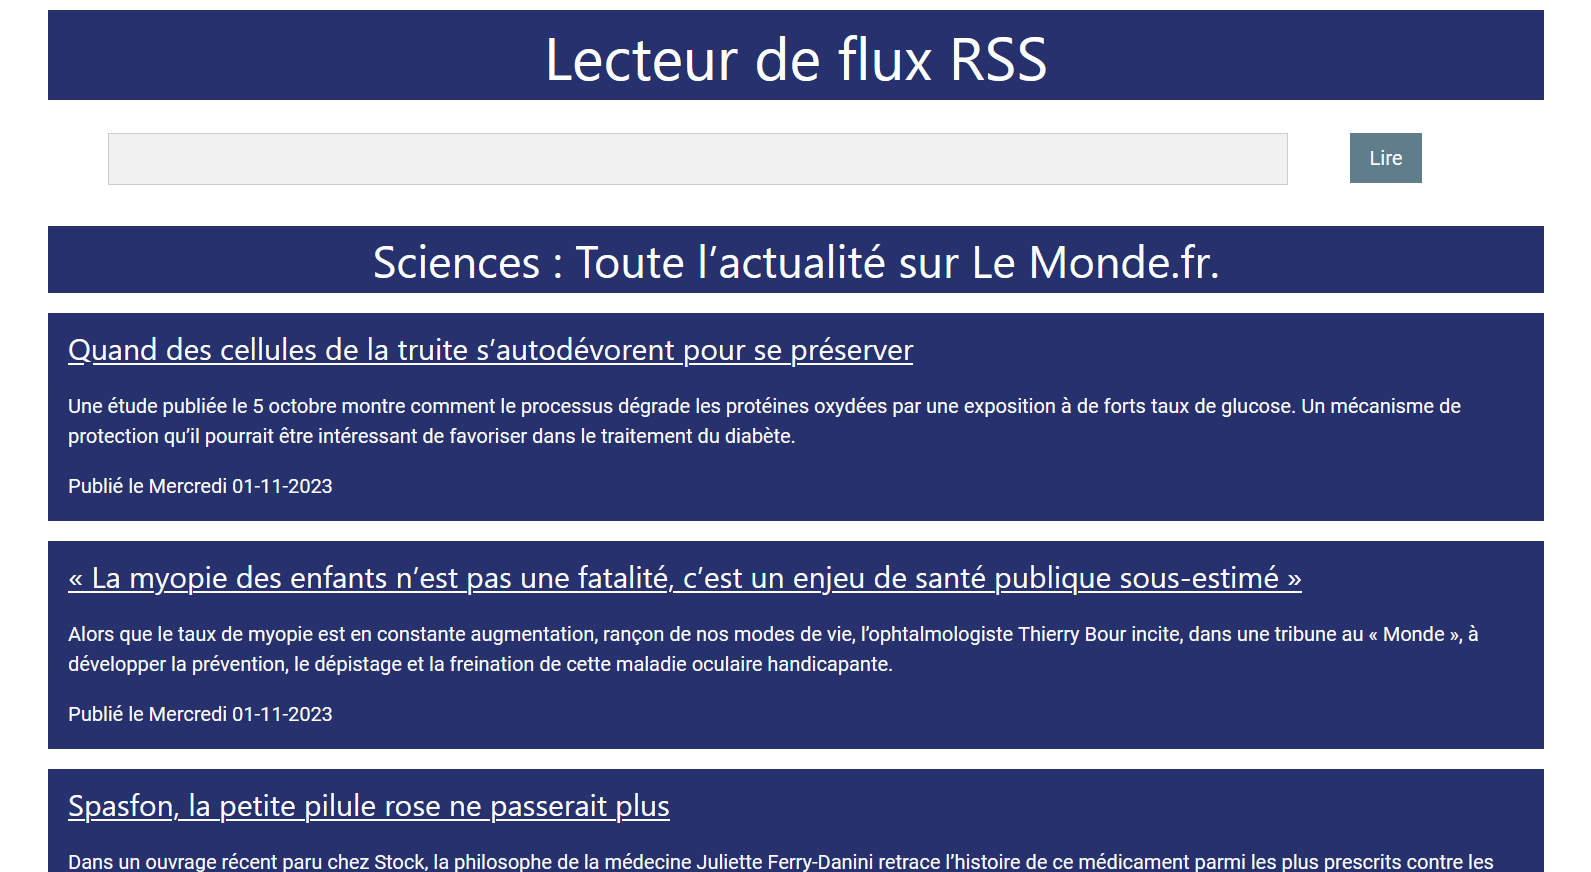 Lecteur de flux RSS
Lire
Sciences : Toute l’actualité sur Le Monde.fr.
Quand des cellules de la truite s’autodévorent pour se préserver
Une étude publiée le 5 octobre montre comment le processus dégrade les protéines oxydées par une exposition à de forts taux de glucose. Un mécanisme de
protection qu’il pourrait être intéressant de favoriser dans le traitement du diabète.
Publié le Mercredi 01-11-2023
« La myopie des enfants n’est pas une fatalité, c’est un enjeu de santé publique sous-estimé »
Alors que le taux de myopie est en constante augmentation, rançon de nos modes de vie, l’ophtalmologiste Thierry Bour incite, dans une tribune au « Monde », à
développer la prévention, le dépistage et la freination de cette maladie oculaire handicapante.
Publié le Mercredi 01-11-2023
Spasfon, la petite pilule rose ne passerait plus
Dans un ouvrage récent paru chez Stock, la philosophe de la médecine Juliette Ferry-Danini retrace l’histoire de ce médicament parmi les plus prescrits contre les